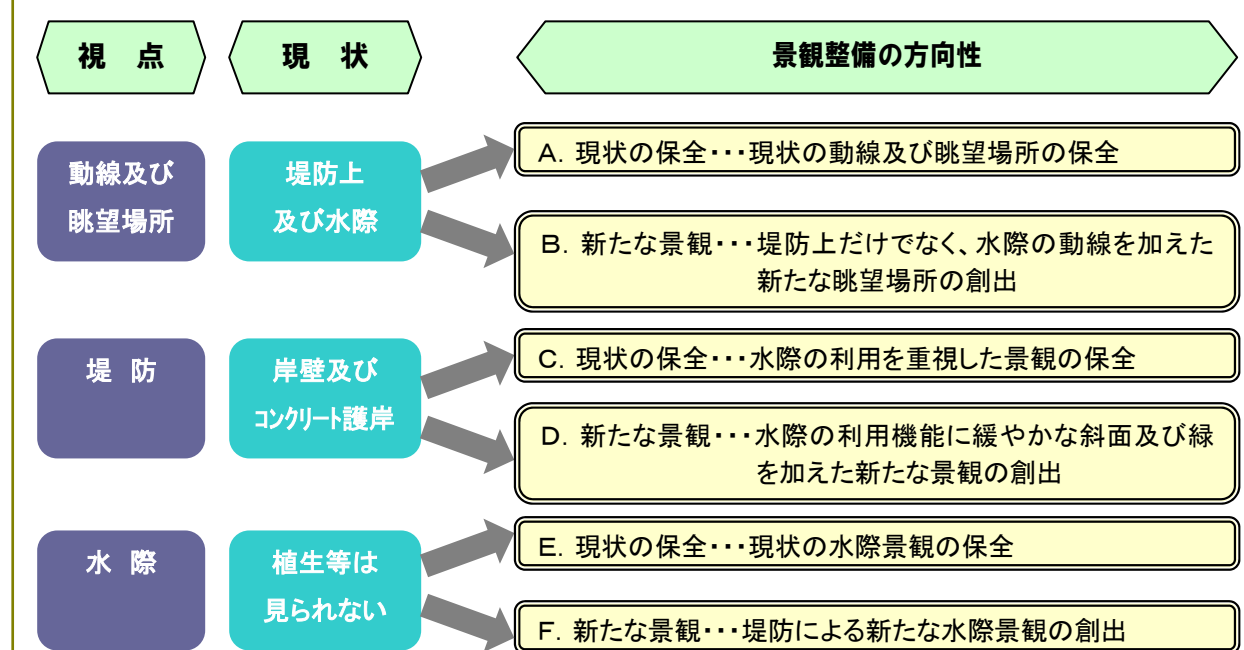 視 点
現 状
景観整備の方向性
動線及び
眺望場所
堤防上
及び水際
A. 現状の保全・・・現状の動線及び眺望場所の保全
B. 新たな景観・・・堤防上だけでなく、水際の動線を加えた
新たな眺望場所の創出
堤 防
岸壁及び
コンクリート護岸
C. 現状の保全・・・水際の利用を重視した景観の保全
D. 新たな景観・・・水際の利用機能に緩やかな斜面及び緑
を加えた新たな景観の創出
水 際
植生等は
見られない
E. 現状の保全・・・現状の水際景観の保全
F. 新たな景観・・・堤防による新たな水際景観の創出